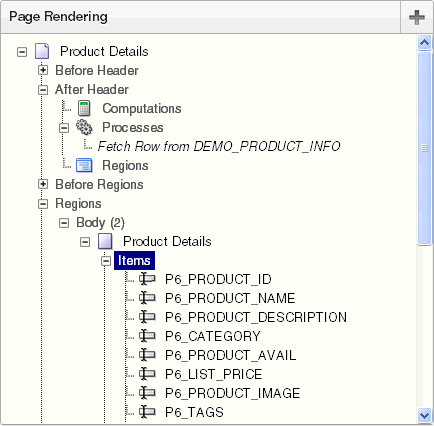 Page Rendering
Product Details
Before Header
After Header
Computations
Processes
Fetch Row from DEMO_PRODUCT_INFO
Regions
Before Regions
Regions
Body (2)
Product Details
Items
P6_PRODUCT_ID
P6_PRODUCT_NAME
P6_PRODUCT_DESCRIPTION
P6_CATEGORY
P6_PRODUCT_AVAIL
P6_LIST_PRICE
P6_PRODUCT_IMAGE
P6_TAGS